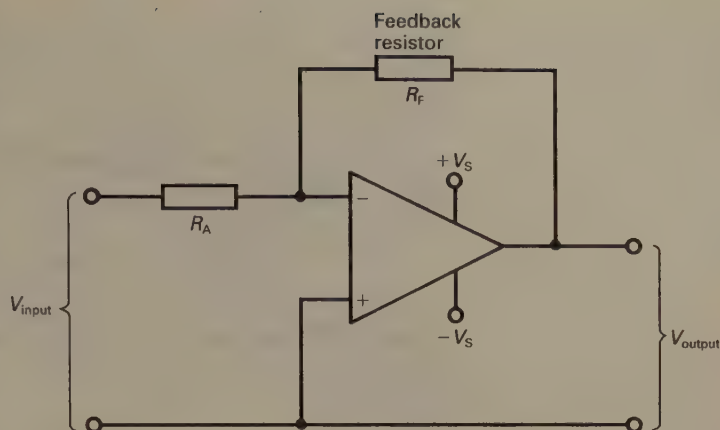 Feedback
resistor
R_F
+ V_S
−
R_A
+
V_input
− V_S
V_output